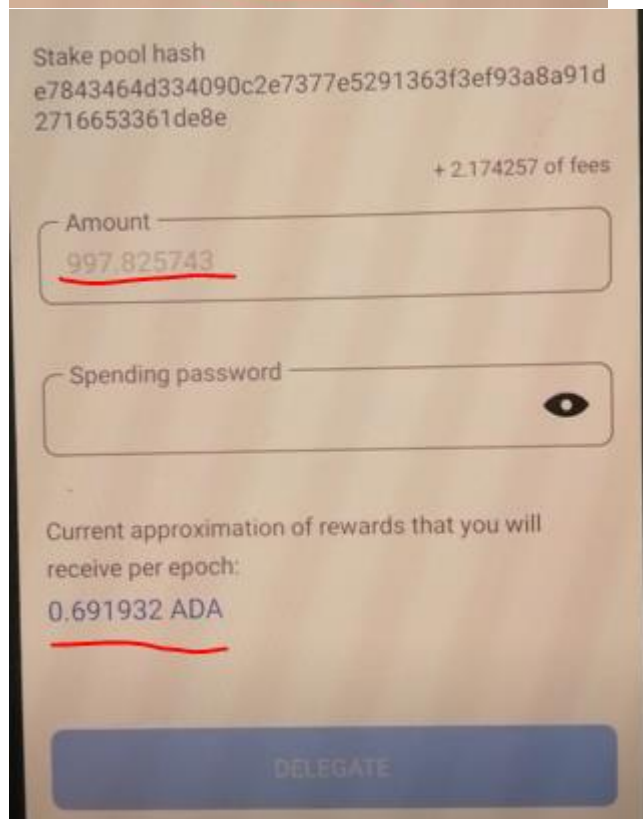 Stake pool hash
e7843464d334090c2e7377e5291363f3ef93a8a91d
2716653361de8e
+ 2.174257 of fees
Amount
997.825743
Spending password
Current approximation of rewards that you will
receive per epoch:
0.691932 ADA
DELEGATE